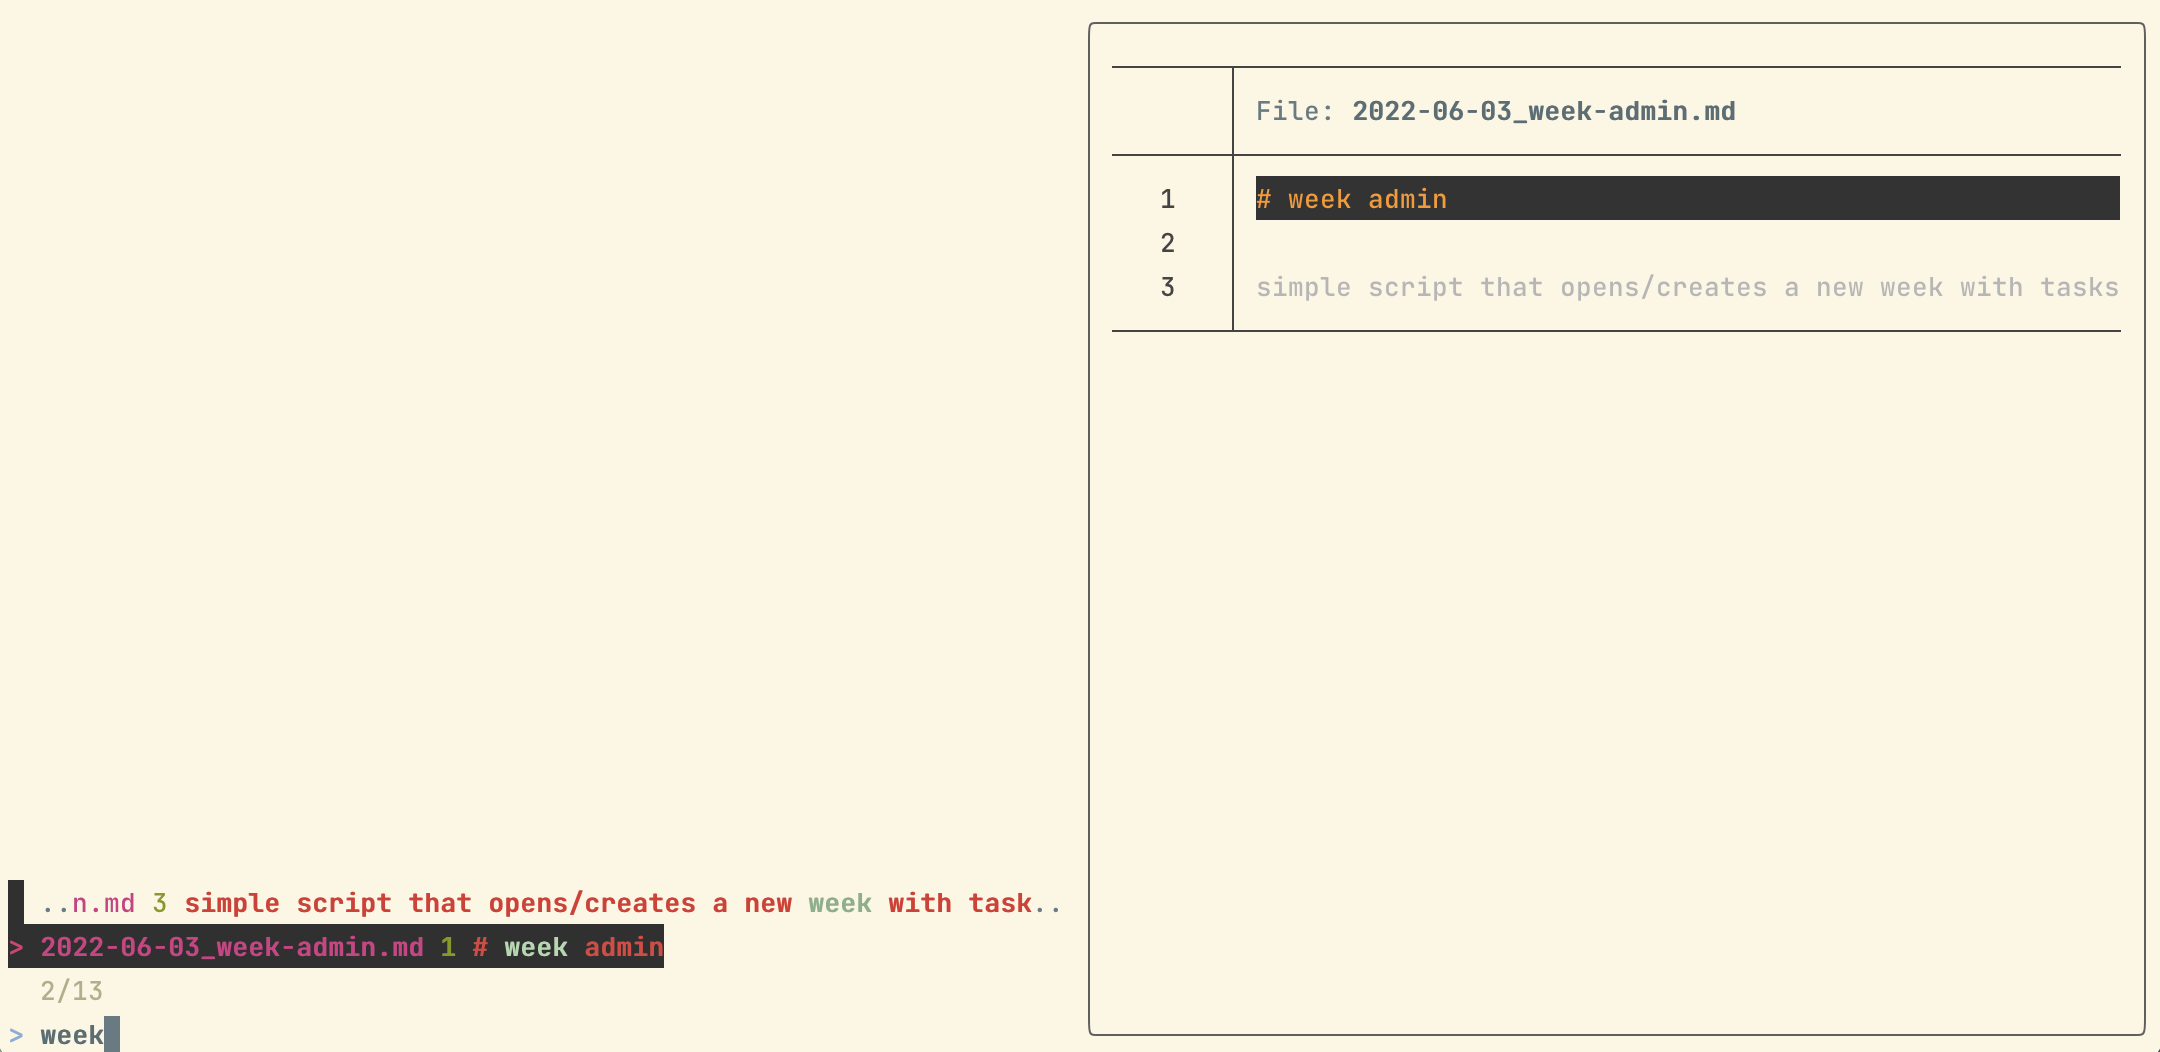 ..n.md 3 simple script that opens/creates a new week with task..
> 2022-06-03_week-admin.md 1 # week admin
2/13
> week
File: 2022-06-03_week-admin.md
1 # week admin
2
3 simple script that opens/creates a new week with tasks